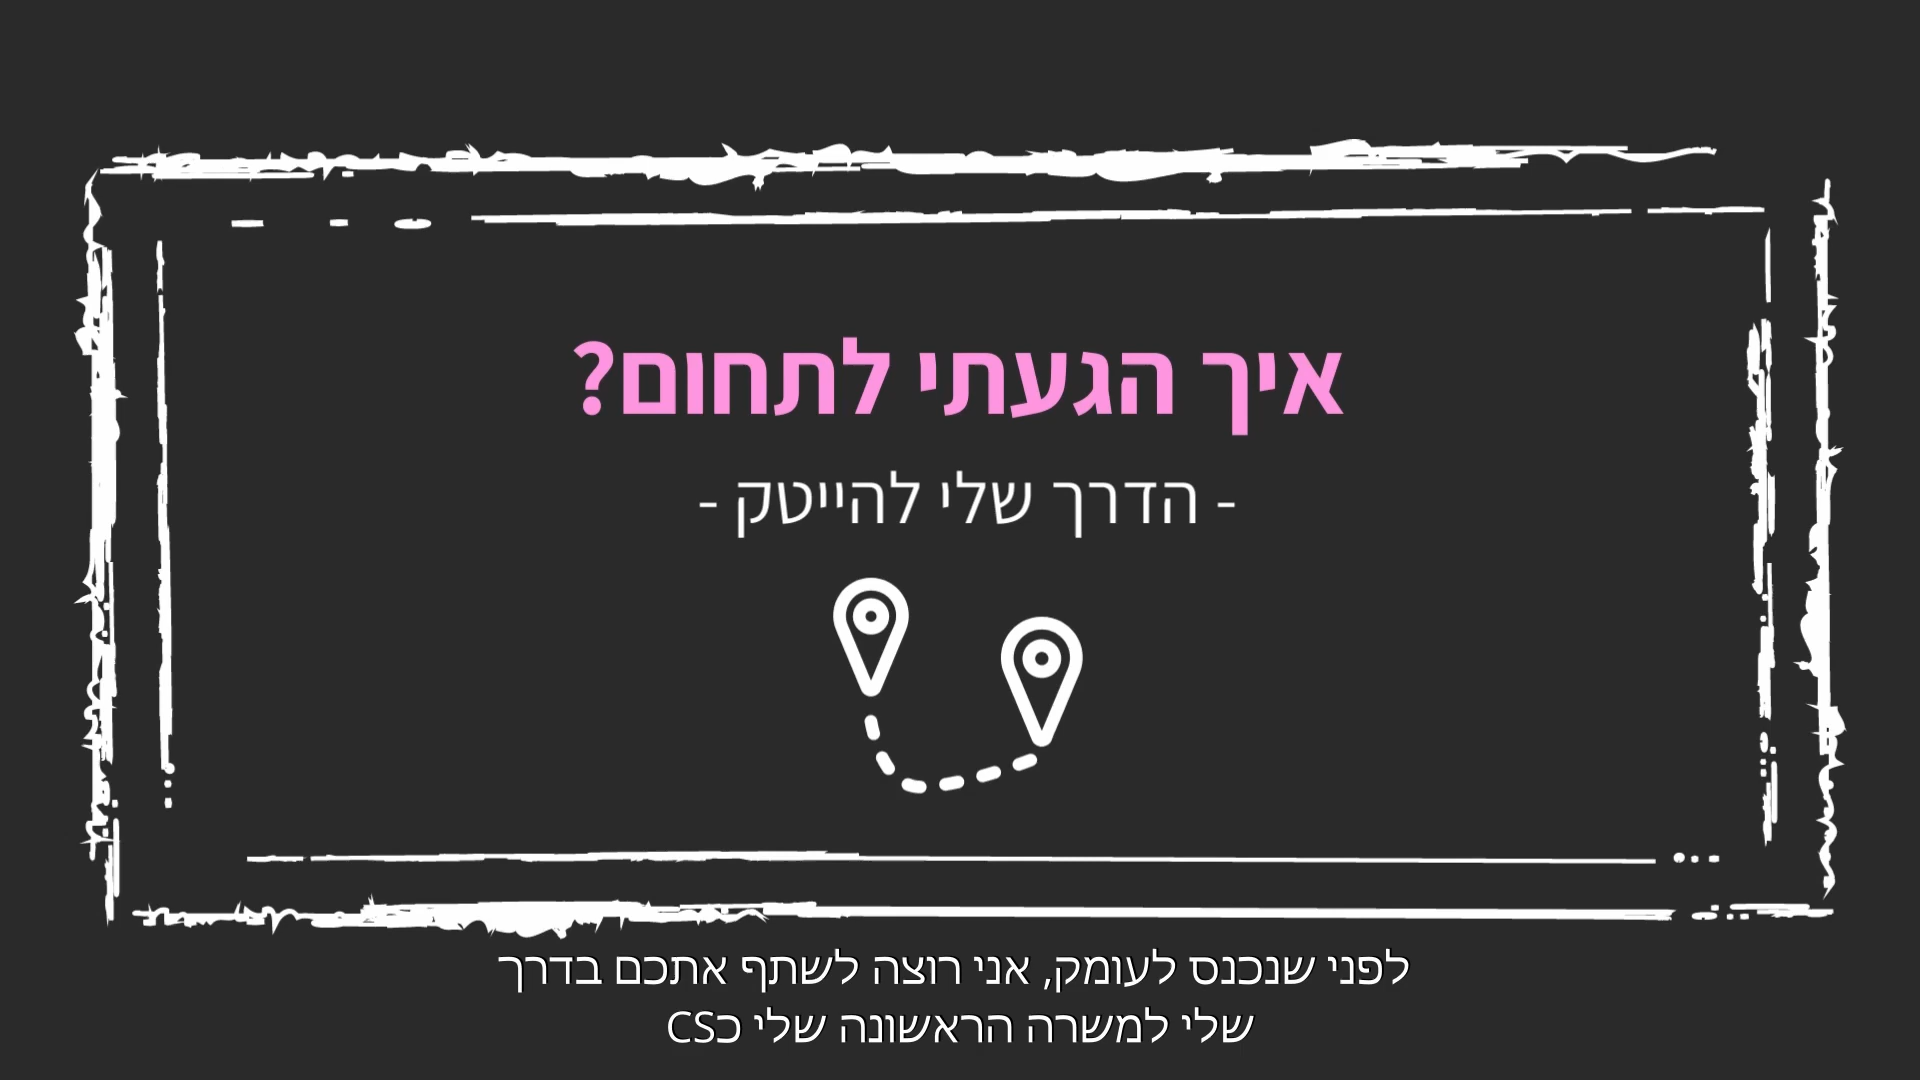 איך הגעתי לתחום?
- הדרך שלי להייטק -
לפני שנכנס לעומק, אני רוצה לשתף אתכם בדרך
שלי למשרה הראשונה שלי כCS